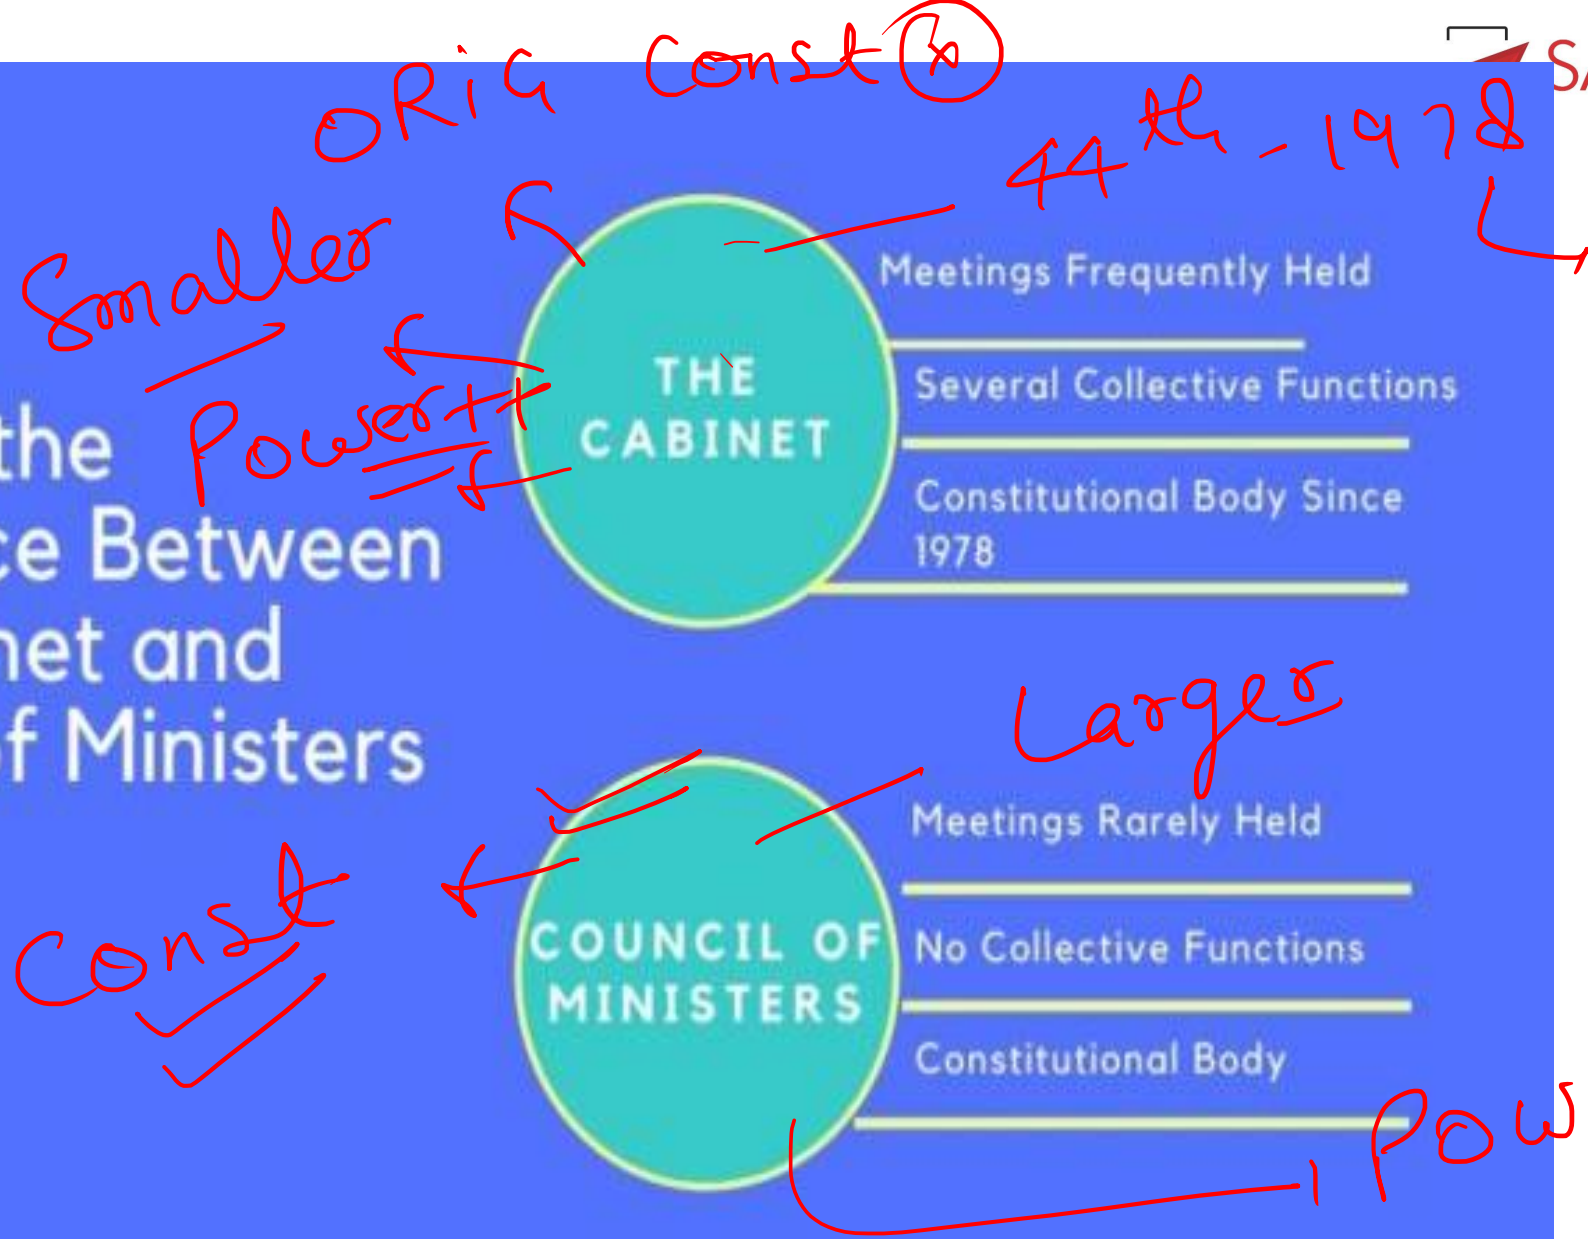 ORIG Const
SA
44th - 1978
Smaller
Meetings Frequently Held
THE
CABINET
Power++
Several Collective Functions
the
Constitutional Body Since
1978
ce Between
net and
of Ministers
Larger
Meetings Rarely Held
Const
COUNCIL OF
MINISTERS
No Collective Functions
Constitutional Body
Pow